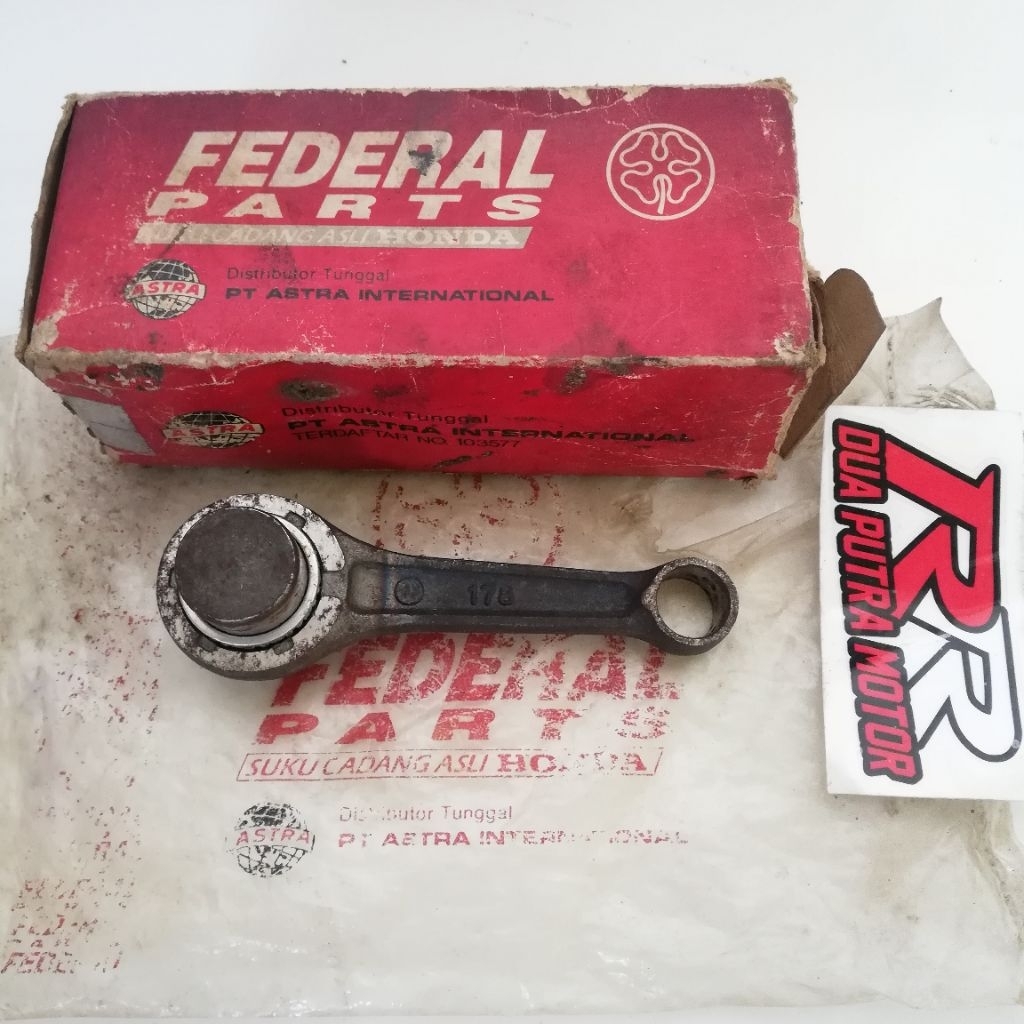 FEDERAL
PARTS
SUKU CADANG ASLI HONDA
ASTRA
Distributor Tunggal
PT ASTRA INTERNATIONAL
ASTRA
Distributor Tunggal
PT ASTRA INTERNATIONAL
TERDAFTAR NO. 103577
RR
DUA PUTRA MOTOR
FEDERAL
PARTS
SUKU CADANG ASLI HONDA
ASTRA
Distributor Tunggal
PT ASTRA INTERNATIONAL